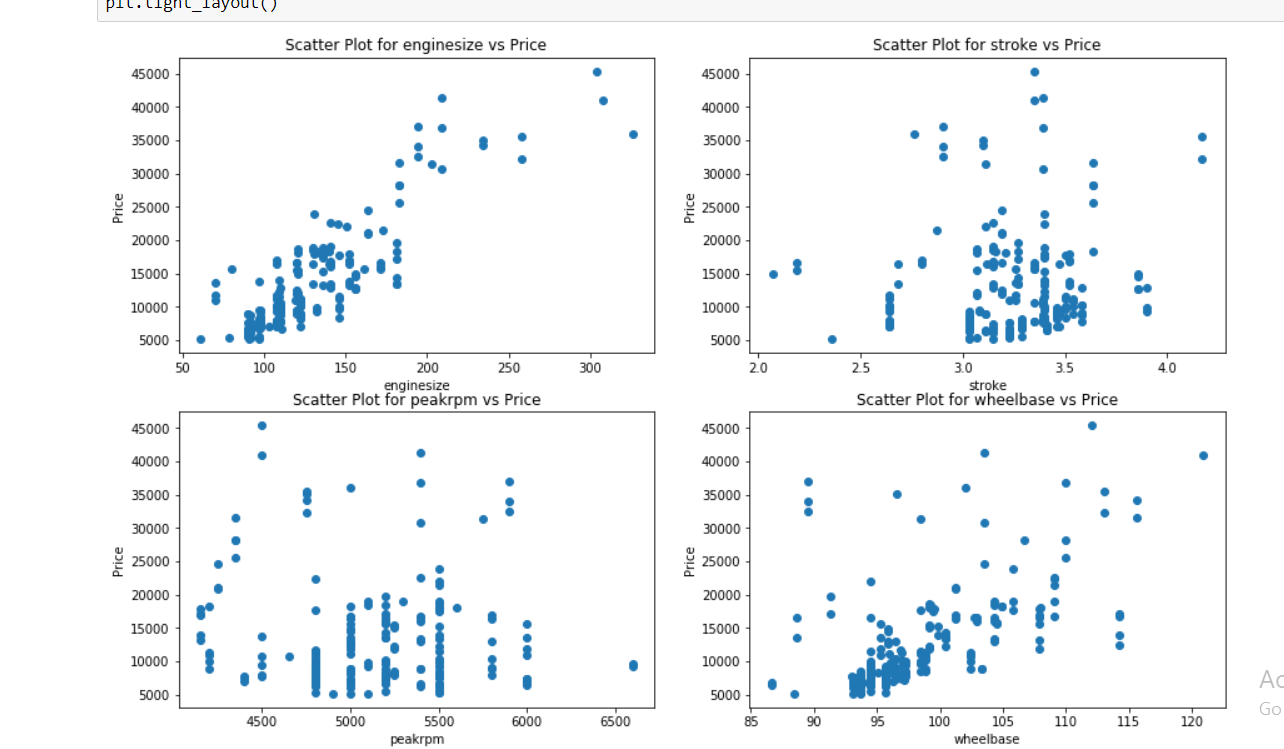 plt.tight_layout()
Scatter Plot for enginesize vs Price
45000
40000
35000
30000
25000
20000
15000
10000
5000
Price
50 100 150 200 250 300
enginesize
Scatter Plot for stroke vs Price
45000
40000
35000
30000
25000
20000
15000
10000
5000
Price
2.0 2.5 3.0 3.5 4.0
stroke
Scatter Plot for peakrpm vs Price
45000
40000
35000
30000
25000
20000
15000
10000
5000
Price
4500 5000 5500 6000 6500
peakrpm
Scatter Plot for wheelbase vs Price
45000
40000
35000
30000
25000
20000
15000
10000
5000
Price
85 90 95 100 105 110 115 120
wheelbase
Ac
Go